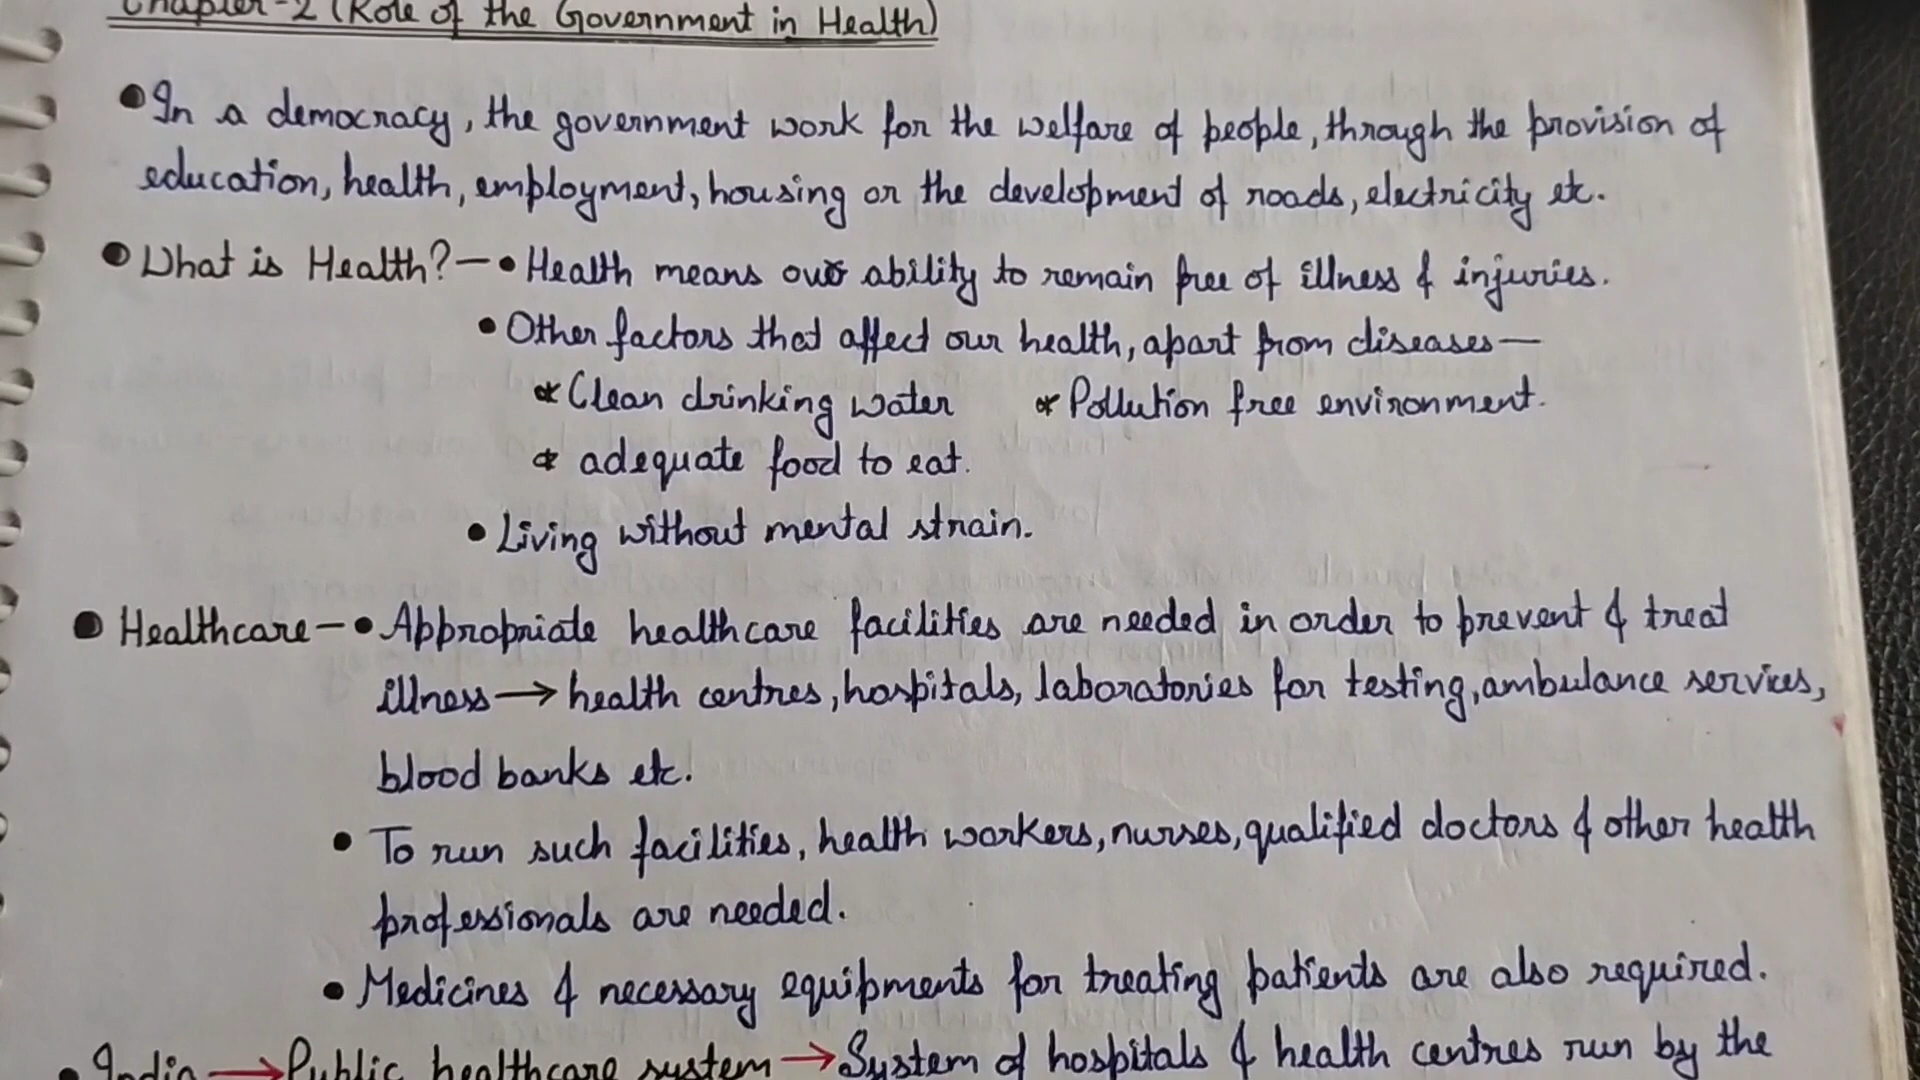 Chapter-2 (Role of the Government in Health)
• In a democracy, the government work for the welfare of people, through the provision of
education, health, employment, housing or the development of roads, electricity etc.
• What is Health? — • Health means our ability to remain free of illness & injuries.
• Other factors that affect our health, apart from diseases —
* Clean drinking water * Pollution free environment.
* adequate food to eat.
• Living without mental strain.
• Healthcare — • Appropriate healthcare facilities are needed in order to prevent & treat
illness → health centres, hospitals, laboratories for testing, ambulance services,
blood banks etc.
• To run such facilities, health workers, nurses, qualified doctors & other health
professionals are needed.
• Medicines & necessary equipments for treating patients are also required.
• India → Public healthcare system → System of hospitals & health centres run by the